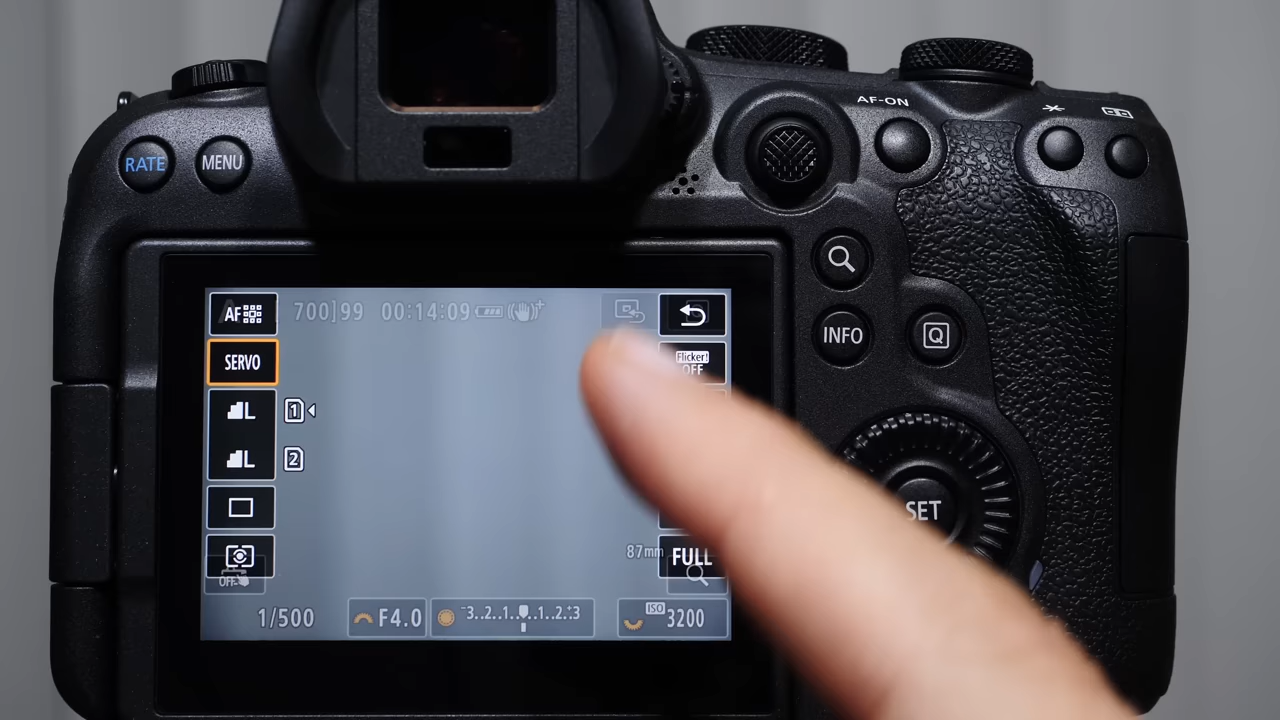 AF-ON
RATE MENU
AF 700]99 00:14:09
Flicker!
OFF
SERVO
INFO Q
L 1
L 2
SET
87mm FULL
OFF
1/500 F4.0 -3..2..1..0..1..2..+3 ISO 3200